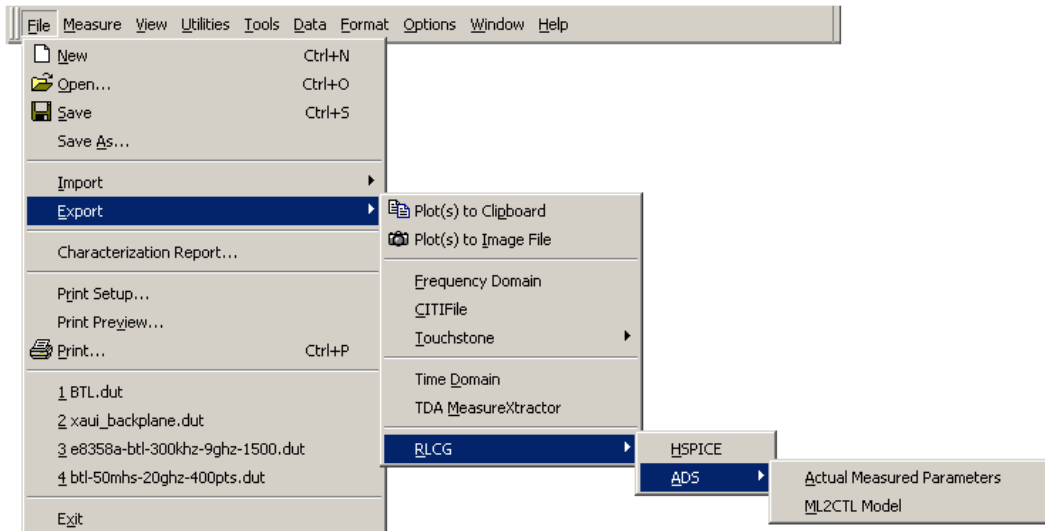 File Measure View Utilities Tools Data Format Options Window Help
New Ctrl+N
Open... Ctrl+O
Save Ctrl+S
Save As...
Import
Export
Characterization Report...
Print Setup...
Print Preview...
Print... Ctrl+P
1 BTL.dut
2 xaui_backplane.dut
3 e8358a-btl-300khz-9ghz-1500.dut
4 btl-50mhs-20ghz-400pts.dut
Exit
Plot(s) to Clipboard
Plot(s) to Image File
Frequency Domain
CITIFile
Touchstone
Time Domain
TDA MeasureXtractor
RLCG
HSPICE
ADS
Actual Measured Parameters
ML2CTL Model